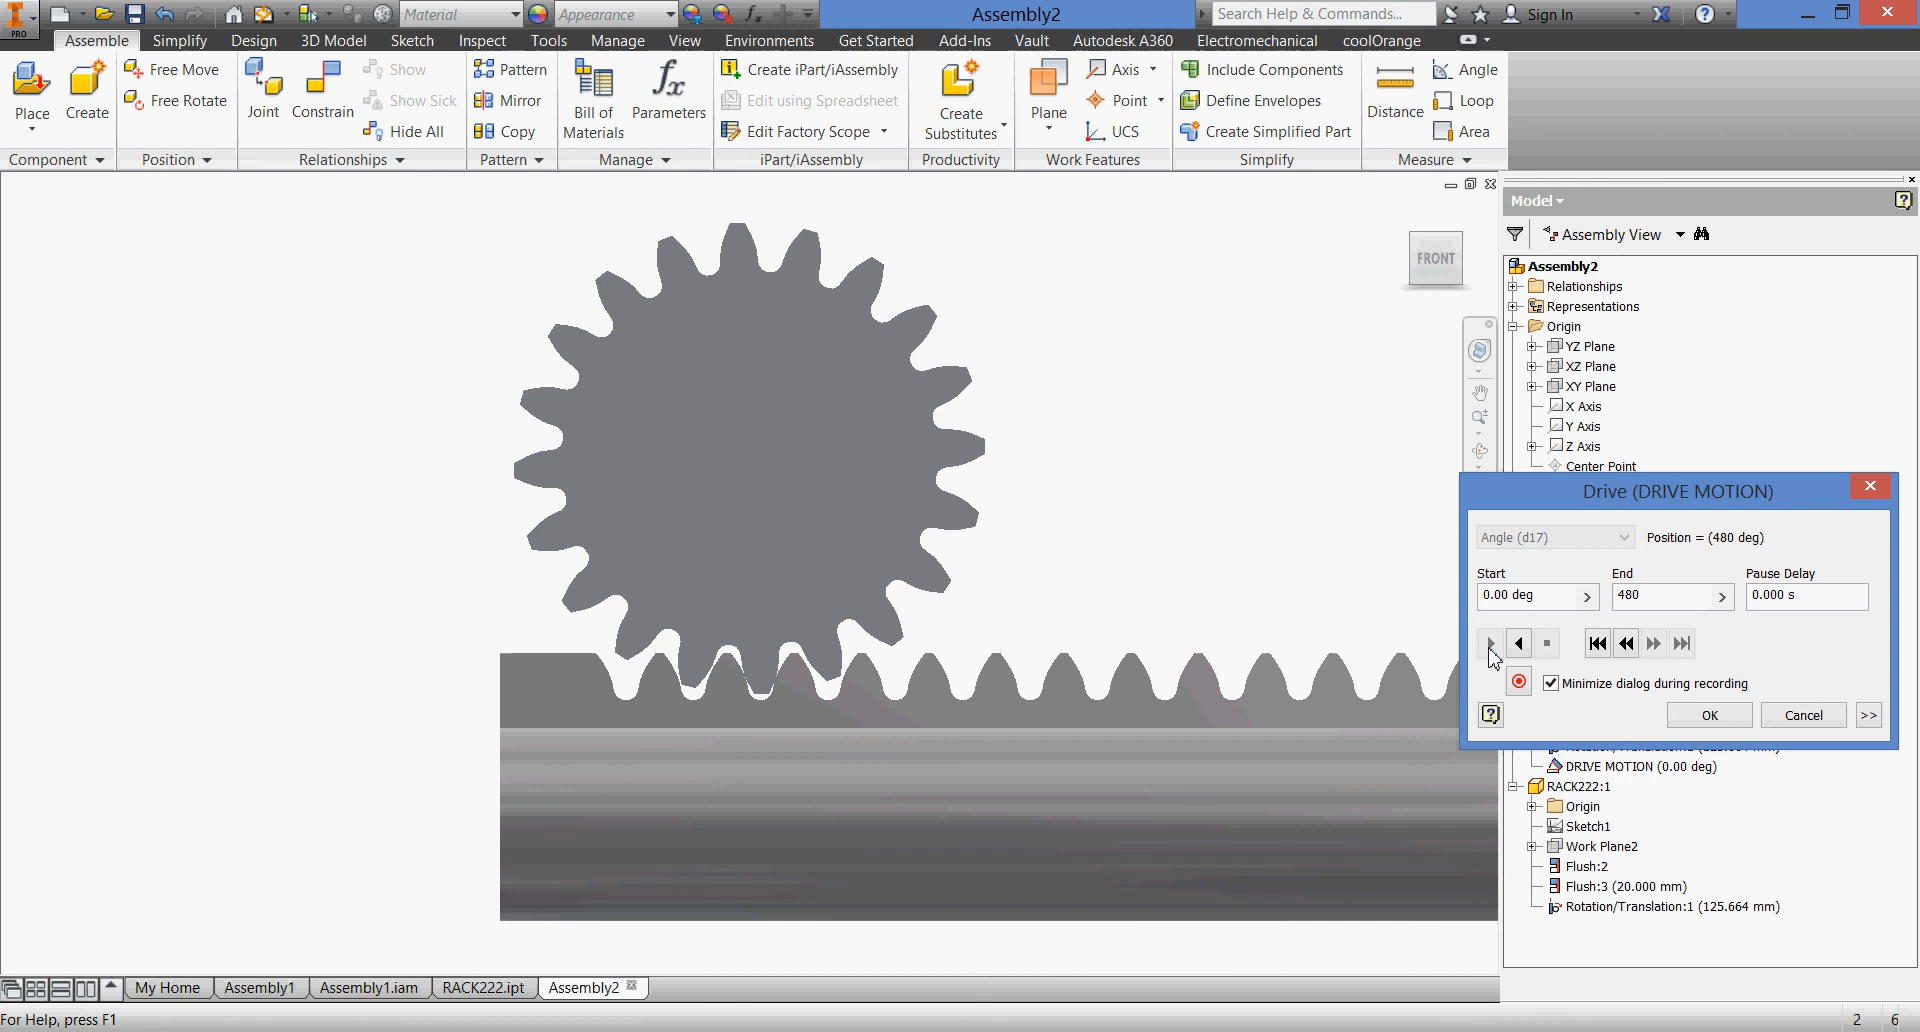 PRO
Material
Appearance
Assembly2
Search Help & Commands...
Sign In
Assemble Simplify Design 3D Model Sketch Inspect Tools Manage View Environments Get Started Add-Ins Vault Autodesk A360 Electromechanical coolOrange
Place
Create
Free Move
Free Rotate
Component
Position
Joint
Constrain
Show
Show Sick
Hide All
Relationships
Pattern
Mirror
Copy
Pattern
Bill of
Materials
fx
Parameters
Manage
Create iPart/iAssembly
Edit using Spreadsheet
Edit Factory Scope
iPart/iAssembly
Create
Substitutes
Productivity
Plane
Axis
Point
UCS
Work Features
Include Components
Define Envelopes
Create Simplified Part
Simplify
Distance
Angle
Loop
Area
Measure
FRONT
Model
Assembly View
Assembly2
Relationships
Representations
Origin
YZ Plane
XZ Plane
XY Plane
X Axis
Y Axis
Z Axis
Center Point
Drive (DRIVE MOTION)
Angle (d17)
Position = (480 deg)
Start
End
Pause Delay
0.00 deg
480
0.000 s
Minimize dialog during recording
OK
Cancel
>>
DRIVE MOTION (0.00 deg)
RACK222:1
Origin
Sketch1
Work Plane2
Flush:2
Flush:3 (20.000 mm)
Rotation/Translation:1 (125.664 mm)
My Home Assembly1 Assembly1.iam RACK222.ipt Assembly2
For Help, press F1
2 6